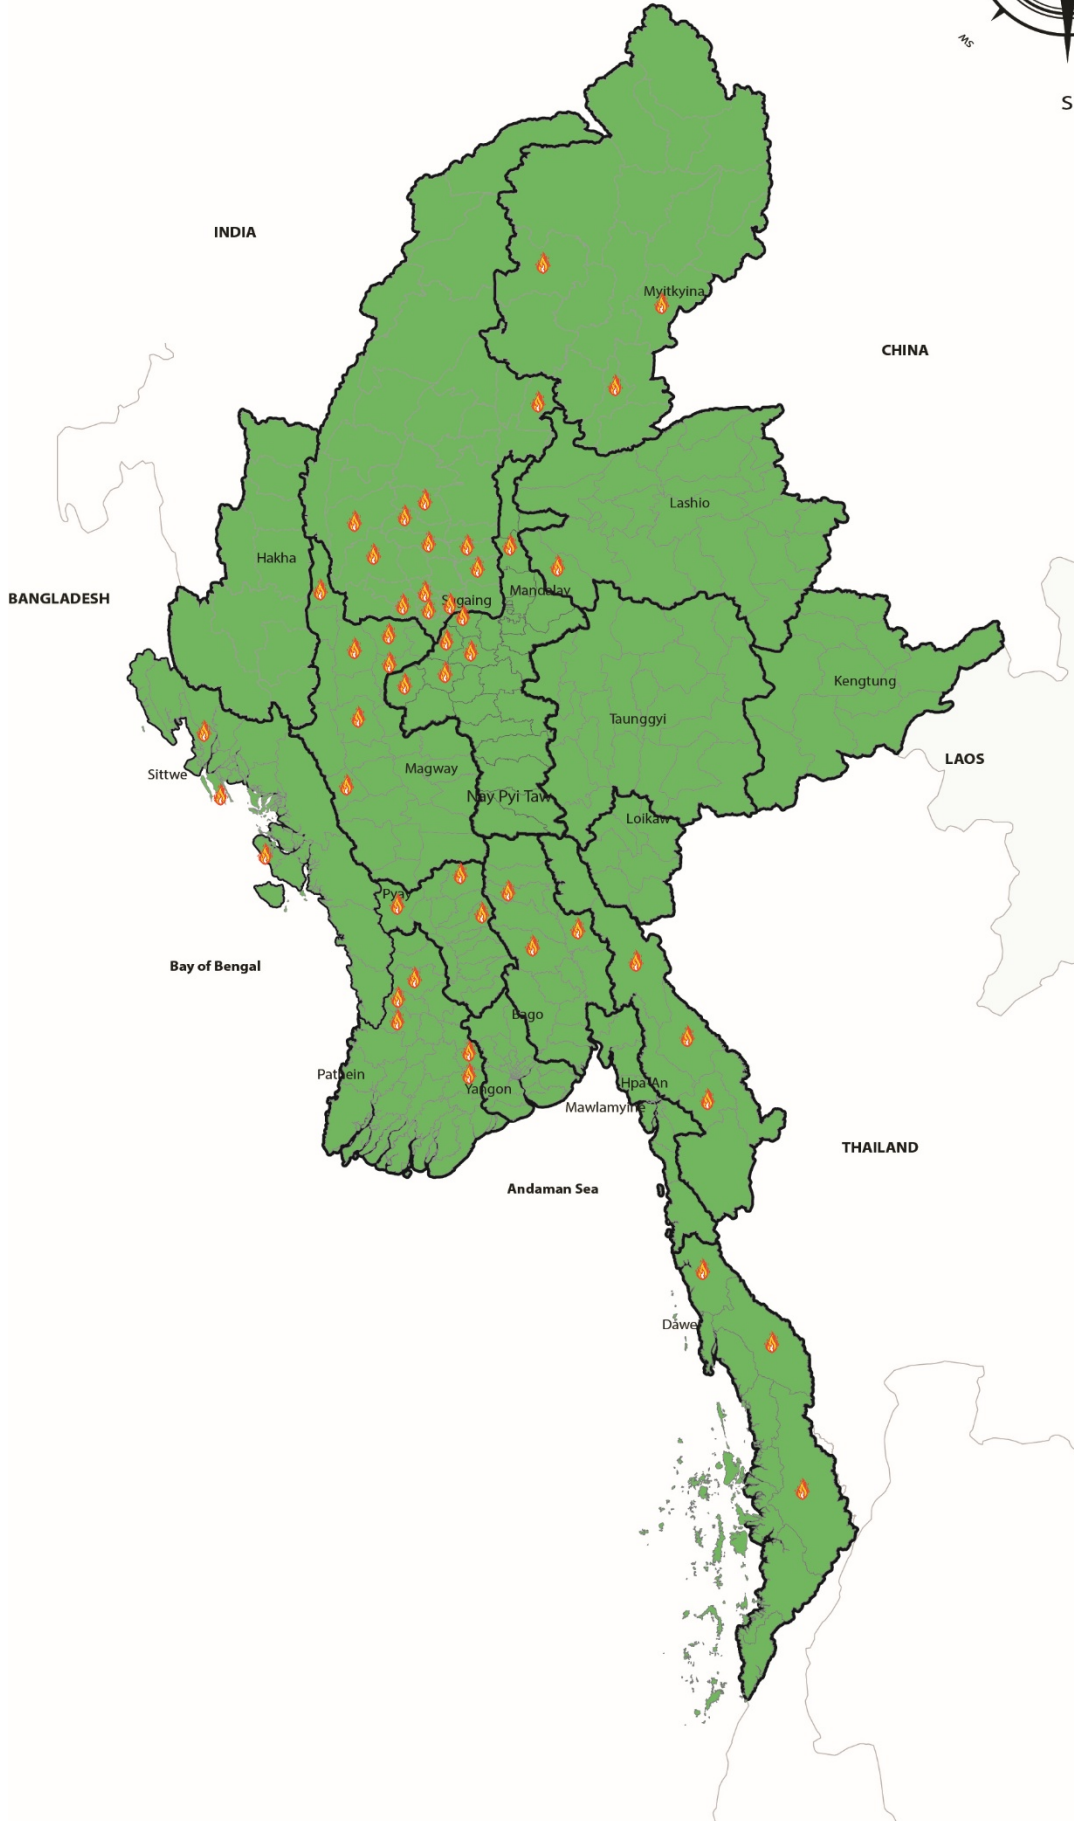 SW
S
INDIA
Myitkyina
CHINA
Lashio
Hakha
BANGLADESH
Mandalay
Sagaing
Kengtung
Taunggyi
LAOS
Magway
Sittwe
Nay Pyi Taw
Loikaw
Pyay
Bay of Bengal
Bago
Pathein
Hpa An
Yangon
Mawlamyine
THAILAND
Andaman Sea
Dawei